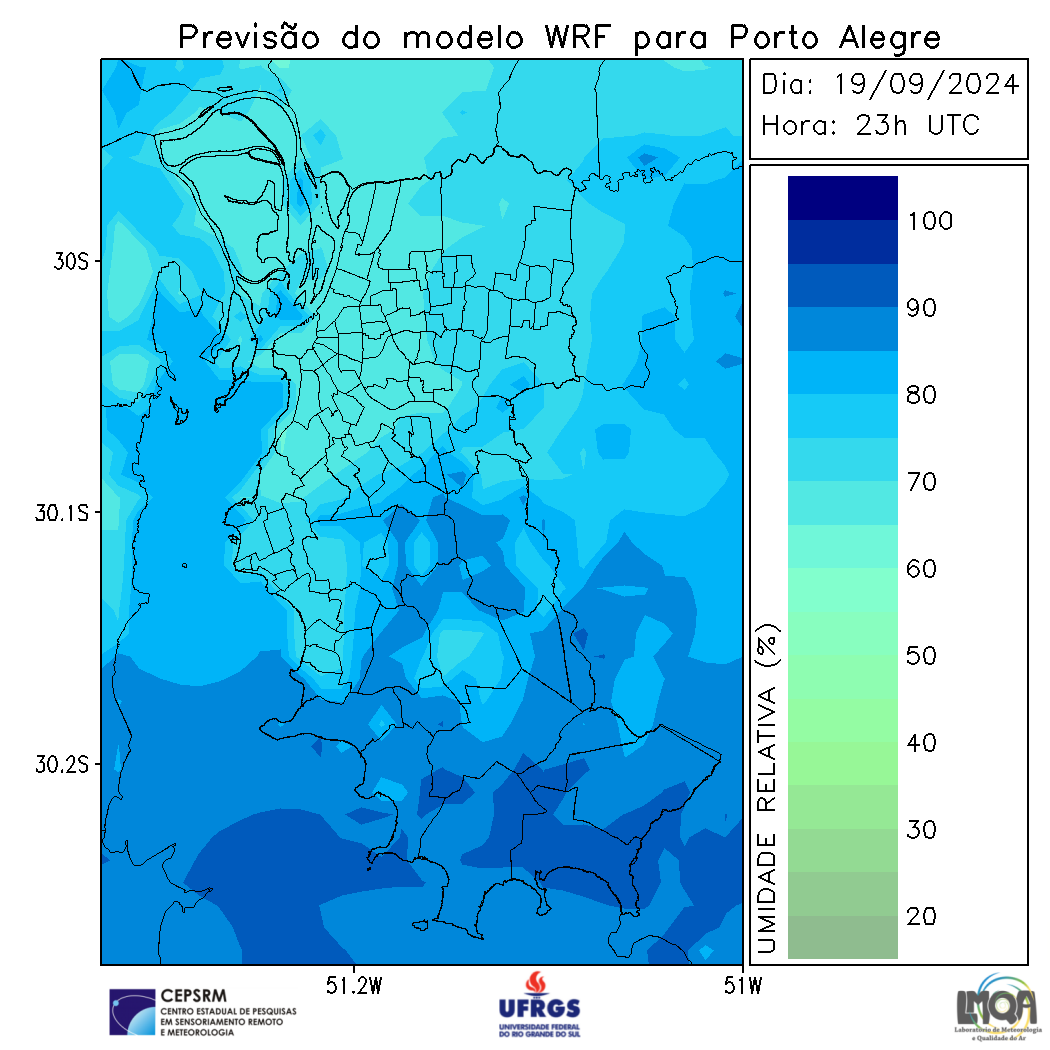 Previsão do modelo WRF para Porto Alegre
Dia: 19/09/2024
Hora: 23h UTC
30S
30.1S
30.2S
51.2W
51W
100
90
80
70
60
50
40
30
20
UMIDADE RELATIVA (%)
CEPSRM
CENTRO ESTADUAL DE PESQUISAS
EM SENSORIAMENTO REMOTO
E METEOROLOGIA
UFRGS
UNIVERSIDADE FEDERAL
DO RIO GRANDE DO SUL
LMQA
Laboratório de Meteorologia
e Qualidade do Ar